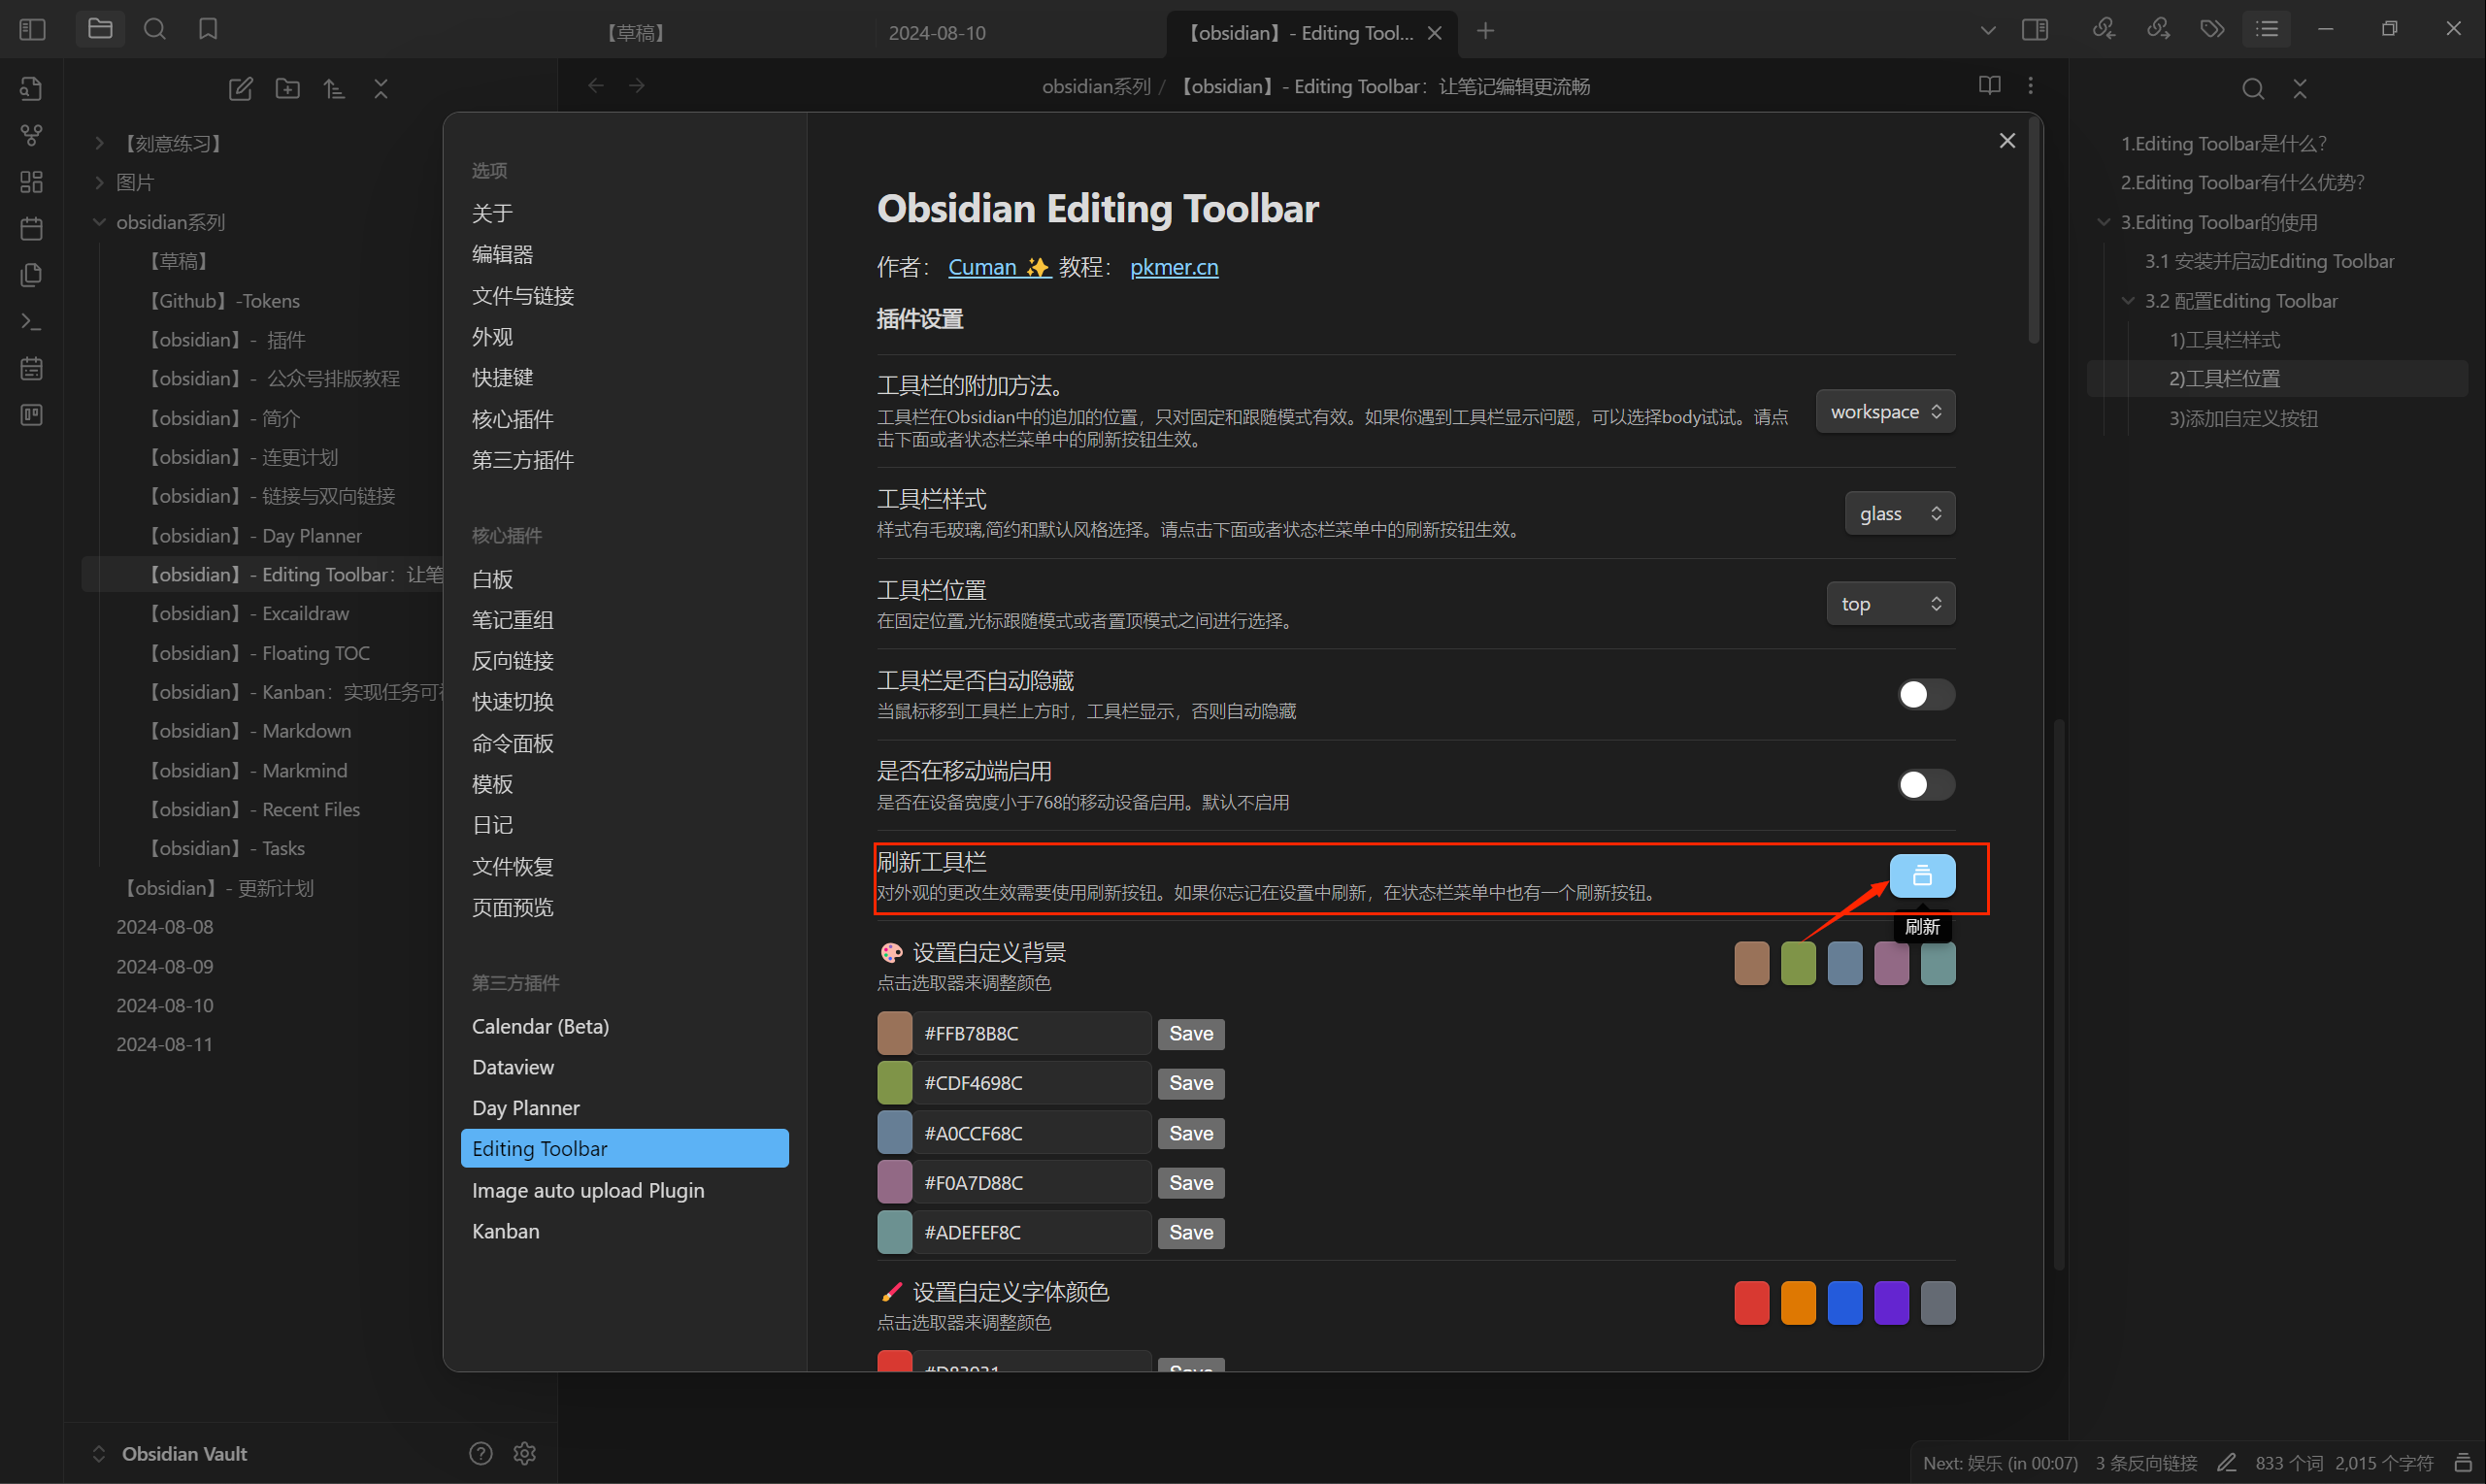 【草稿】
2024-08-10
【obsidian】- Editing Tool...
obsidian系列 / 【obsidian】- Editing Toolbar：让笔记编辑更流畅
【刻意练习】
图片
obsidian系列
【草稿】
【Github】-Tokens
【obsidian】- 插件
【obsidian】- 公众号排版教程
【obsidian】- 简介
【obsidian】- 连更计划
【obsidian】- 链接与双向链接
【obsidian】- Day Planner
【obsidian】- Editing Toolbar：让笔
【obsidian】- Excaildraw
【obsidian】- Floating TOC
【obsidian】- Kanban：实现任务可
【obsidian】- Markdown
【obsidian】- Markmind
【obsidian】- Recent Files
【obsidian】- Tasks
【obsidian】- 更新计划
2024-08-08
2024-08-09
2024-08-10
2024-08-11
Obsidian Vault
选项
关于
编辑器
文件与链接
外观
快捷键
核心插件
第三方插件
核心插件
白板
笔记重组
反向链接
快速切换
命令面板
模板
日记
文件恢复
页面预览
第三方插件
Calendar (Beta)
Dataview
Day Planner
Editing Toolbar
Image auto upload Plugin
Kanban
Obsidian Editing Toolbar
作者： Cuman ✨ 教程： pkmer.cn
插件设置
工具栏的附加方法。
工具栏在Obsidian中的追加的位置，只对固定和跟随模式有效。如果你遇到工具栏显示问题，可以选择body试试。请点
击下面或者状态栏菜单中的刷新按钮生效。
workspace
工具栏样式
样式有毛玻璃,简约和默认风格选择。请点击下面或者状态栏菜单中的刷新按钮生效。
glass
工具栏位置
在固定位置,光标跟随模式或者置顶模式之间进行选择。
top
工具栏是否自动隐藏
当鼠标移到工具栏上方时，工具栏显示，否则自动隐藏
是否在移动端启用
是否在设备宽度小于768的移动设备启用。默认不启用
刷新工具栏
对外观的更改生效需要使用刷新按钮。如果你忘记在设置中刷新，在状态栏菜单中也有一个刷新按钮。
刷新
🎨 设置自定义背景
点击选取器来调整颜色
#FFB78B8C Save
#CDF4698C Save
#A0CCF68C Save
#F0A7D88C Save
#ADEFEF8C Save
🖌️ 设置自定义字体颜色
点击选取器来调整颜色
#D83931 Save
1.Editing Toolbar是什么？
2.Editing Toolbar有什么优势？
3.Editing Toolbar的使用
3.1 安装并启动Editing Toolbar
3.2 配置Editing Toolbar
1)工具栏样式
2)工具栏位置
3)添加自定义按钮
Next: 娱乐 (in 00:07) 3 条反向链接 833 个词 2,015 个字符